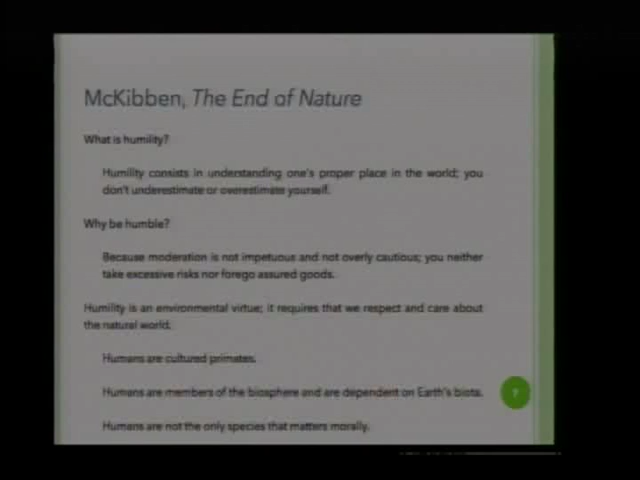 McKibben, The End of Nature
What is humility?
Humility consists in understanding one's proper place in the world; you
don't underestimate or overestimate yourself.
Why be humble?
Because moderation is not impetuous and not overly cautious; you neither
take excessive risks nor forego assured goods.
Humility is an environmental virtue; it requires that we respect and care about
the natural world:
Humans are cultured primates.
Humans are members of the biosphere and are dependent on Earth's biota.
Humans are not the only species that matters morally.